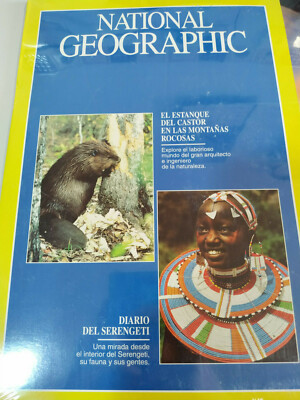 NATIONAL
GEOGRAPHIC
EL ESTANQUE
DEL CASTOR
EN LAS MONTAÑAS
ROCOSAS
Explore el laborioso
mundo del gran arquitecto
e ingeniero
de la naturaleza.
DIARIO
DEL SERENGETI
Una mirada desde
el interior del Serengeti,
su fauna y sus gentes.